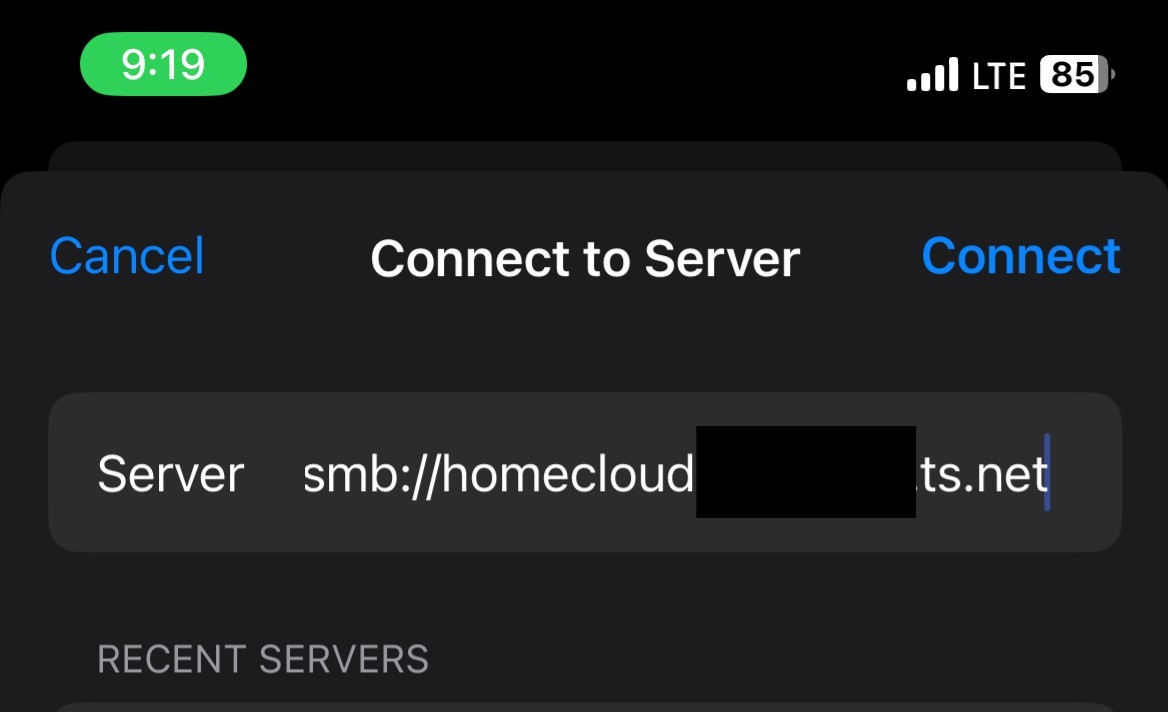 9:19 LTE 85
Cancel Connect to Server Connect
Server smb://homecloud .ts.net
RECENT SERVERS